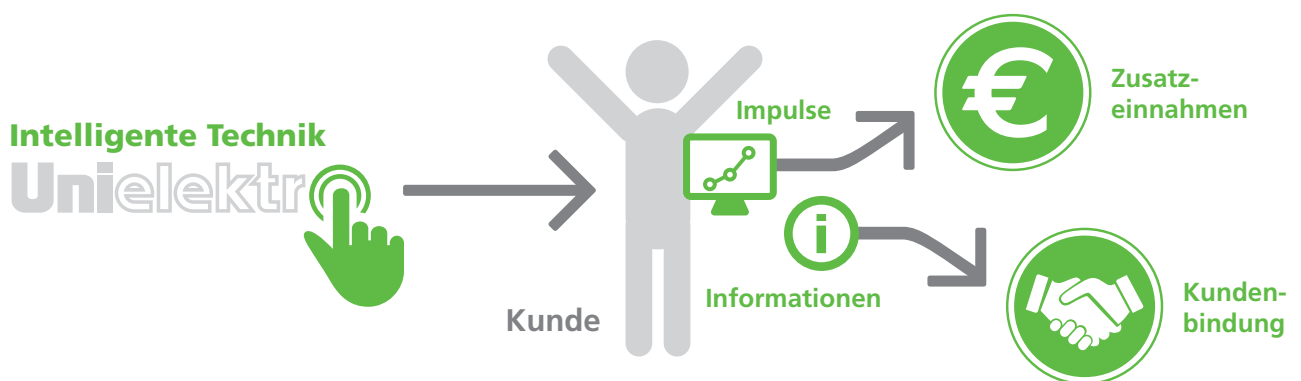 Intelligente Technik
Unielektr
Kunde
Impulse
i
Informationen
€
Zusatz-
einnahmen
Kunden-
bindung